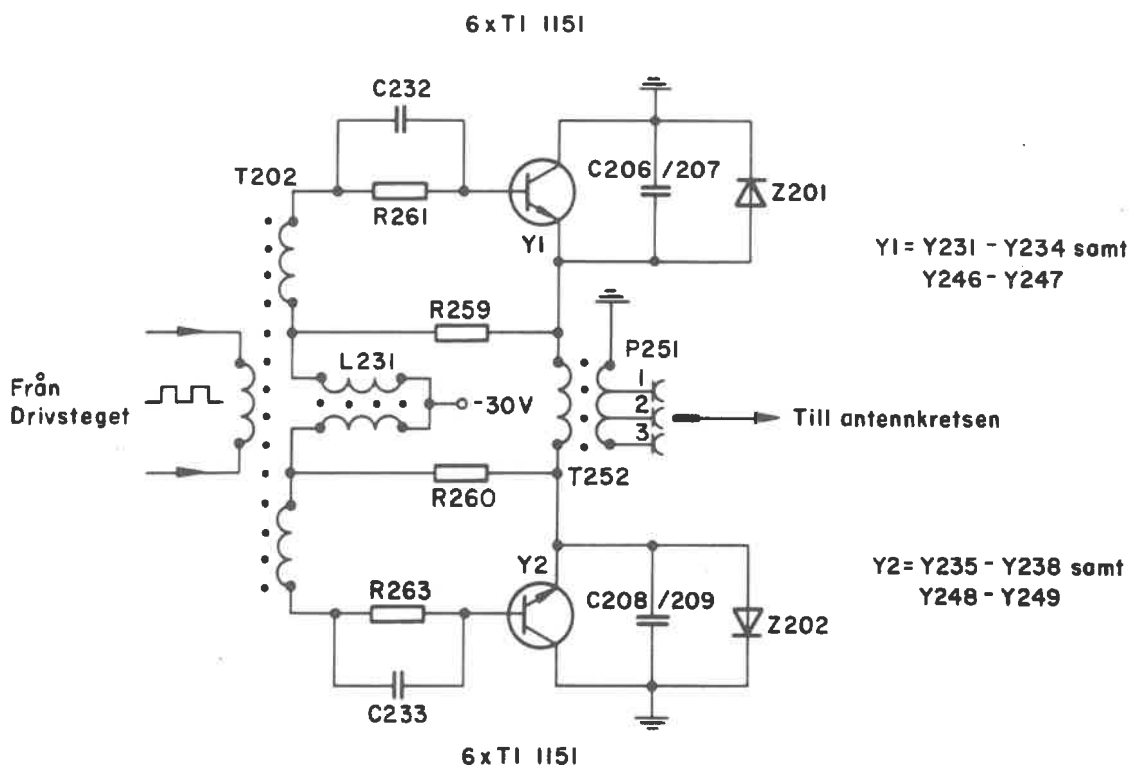 6xTI 1151
C232
T202
R261
Y1
C206/207
Z201
Y1= Y231-Y234 samt
Y246-Y247
R259
P251
L231
1
Från
Drivsteget
-30V
2
Till antennkretsen
3
R260
T252
Y2
Y2= Y235-Y238 samt
Y248-Y249
R263
C208/209
Z202
C233
6xTI 1151